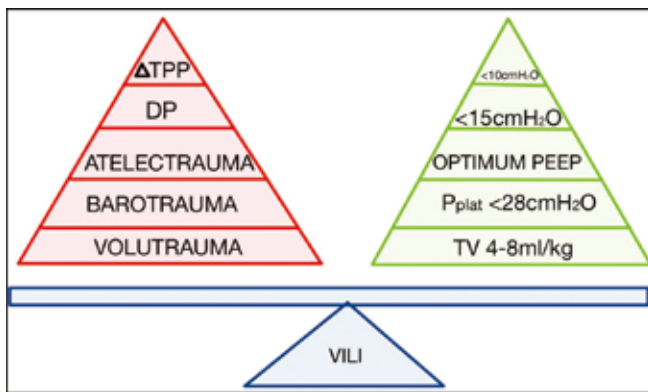 ΔTPP
DP
ATELECTRAUMA
BAROTRAUMA
VOLUTRAUMA
<10cmH₂O
<15cmH₂O
OPTIMUM PEEP
Pplat <28cmH₂O
TV 4-8ml/kg
VILI